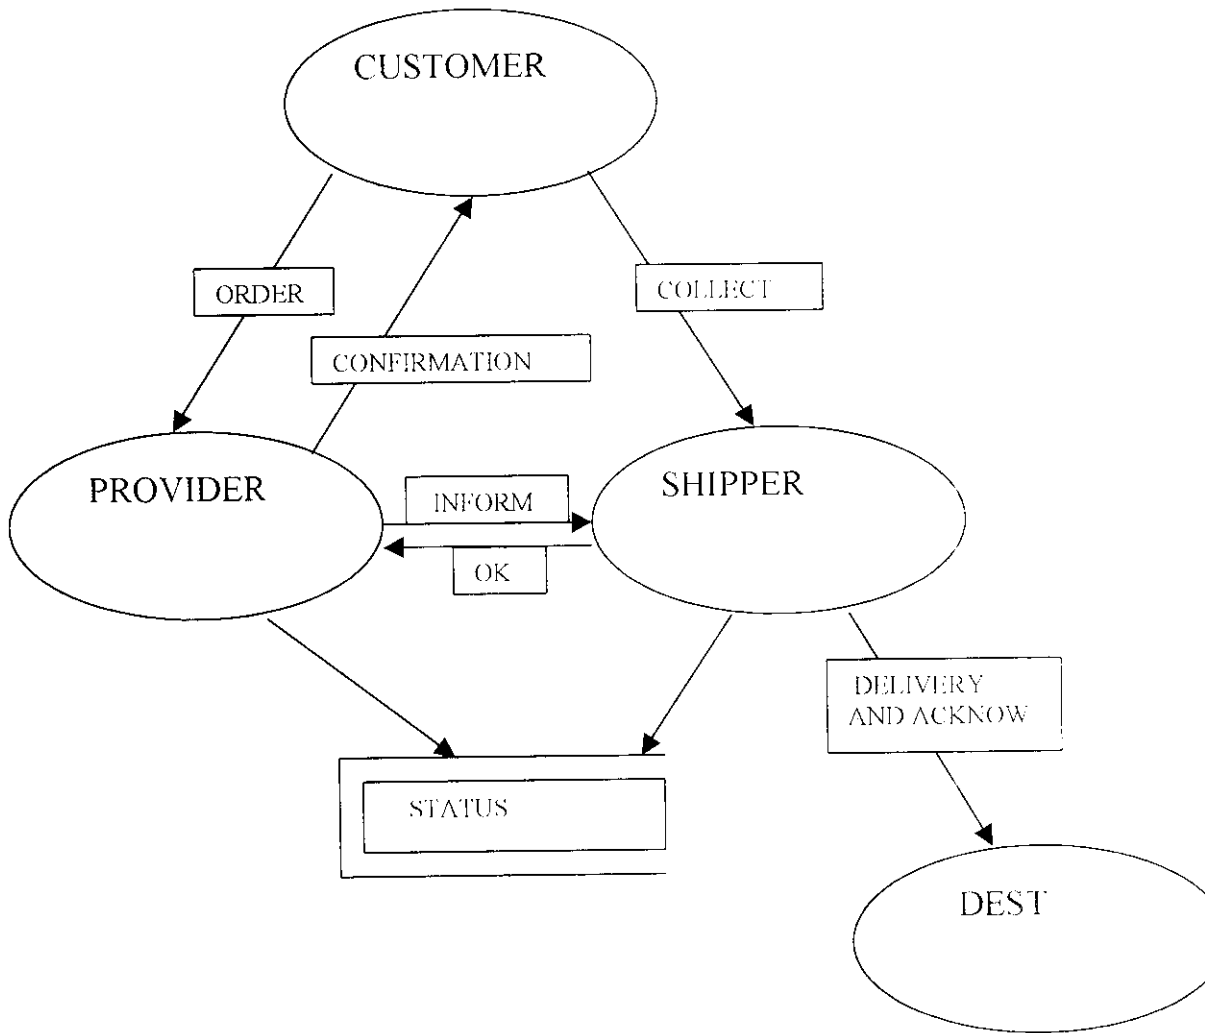 CUSTOMER
ORDER
COLLECT
CONFIRMATION
PROVIDER
SHIPPER
INFORM
OK
DELIVERY
AND ACKNOW
STATUS
DEST